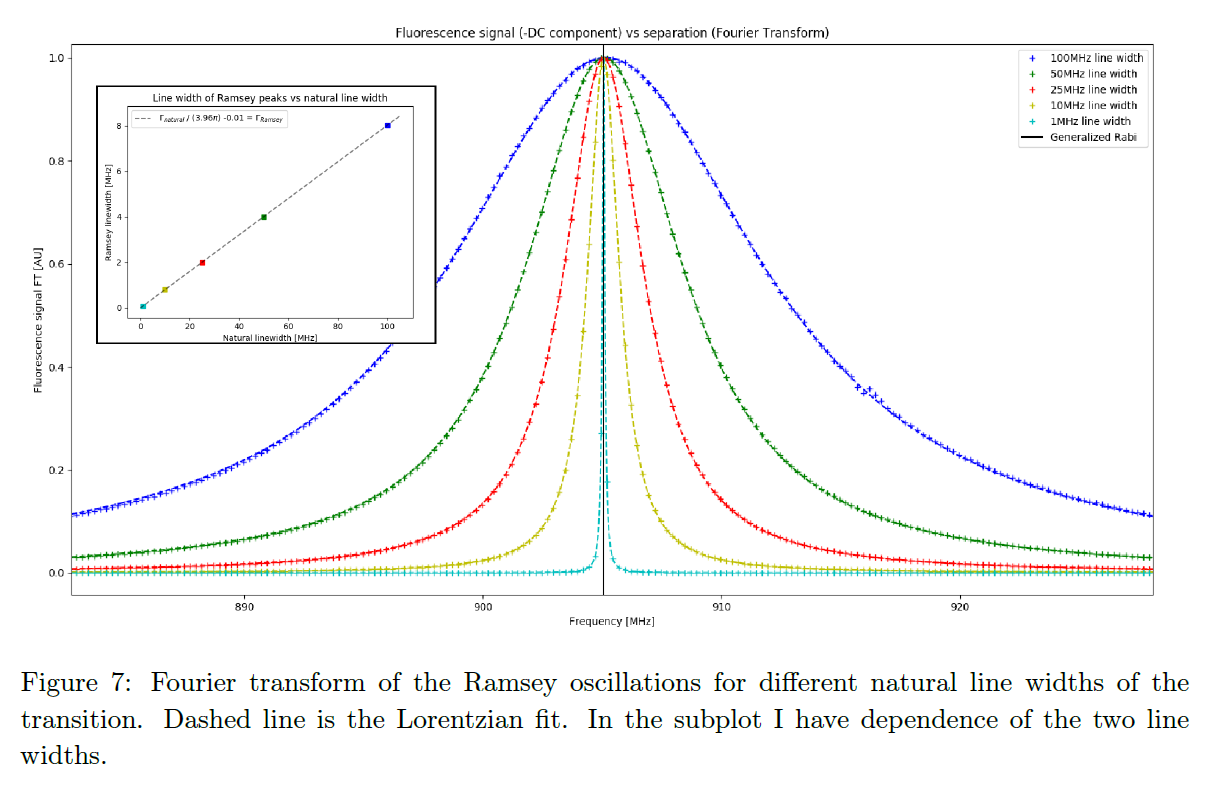 Fluorescence signal (-DC component) vs separation (Fourier Transform)
1.0
0.8
0.6
0.4
0.2
0.0
Fluorescence signal FT [AU]
890
900
910
920
Frequency [MHz]
100MHz line width
50MHz line width
25MHz line width
10MHz line width
1MHz line width
Generalized Rabi
Line width of Ramsey peaks vs natural line width
Γnatural / (3.96π) -0.01 = ΓRamsey
8
6
4
2
0
Ramsey linewidth [MHz]
0
20
40
60
80
100
Natural linewidth [MHz]
Figure 7: Fourier transform of the Ramsey oscillations for different natural line widths of the
transition. Dashed line is the Lorentzian fit. In the subplot I have dependence of the two line
widths.